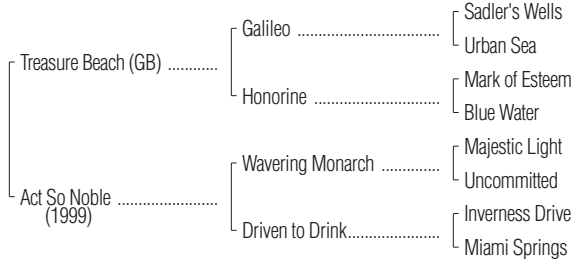 Sadler's Wells
Galileo ..................................
Urban Sea
Treasure Beach (GB) ............
Mark of Esteem
Honorine ..............................
Blue Water
Majestic Light
Wavering Monarch ..............
Uncommitted
Act So Noble ........................
(1999)
Inverness Drive
Driven to Drink......................
Miami Springs